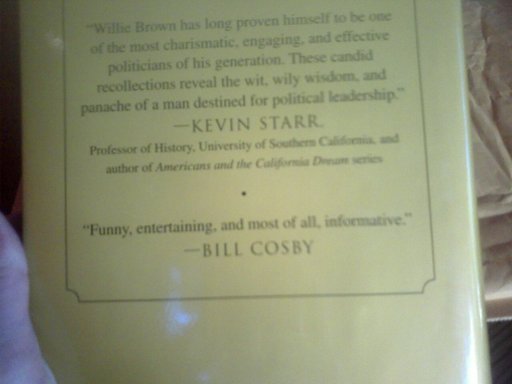 "Willie Brown has long proven himself to be one
of the most charismatic, engaging, and effective
politicians of his generation. These candid
recollections reveal the wit, wily wisdom, and
panache of a man destined for political leadership."
—KEVIN STARR,
Professor of History, University of Southern California, and
author of Americans and the California Dream series
•
"Funny, entertaining, and most of all, informative."
—BILL COSBY